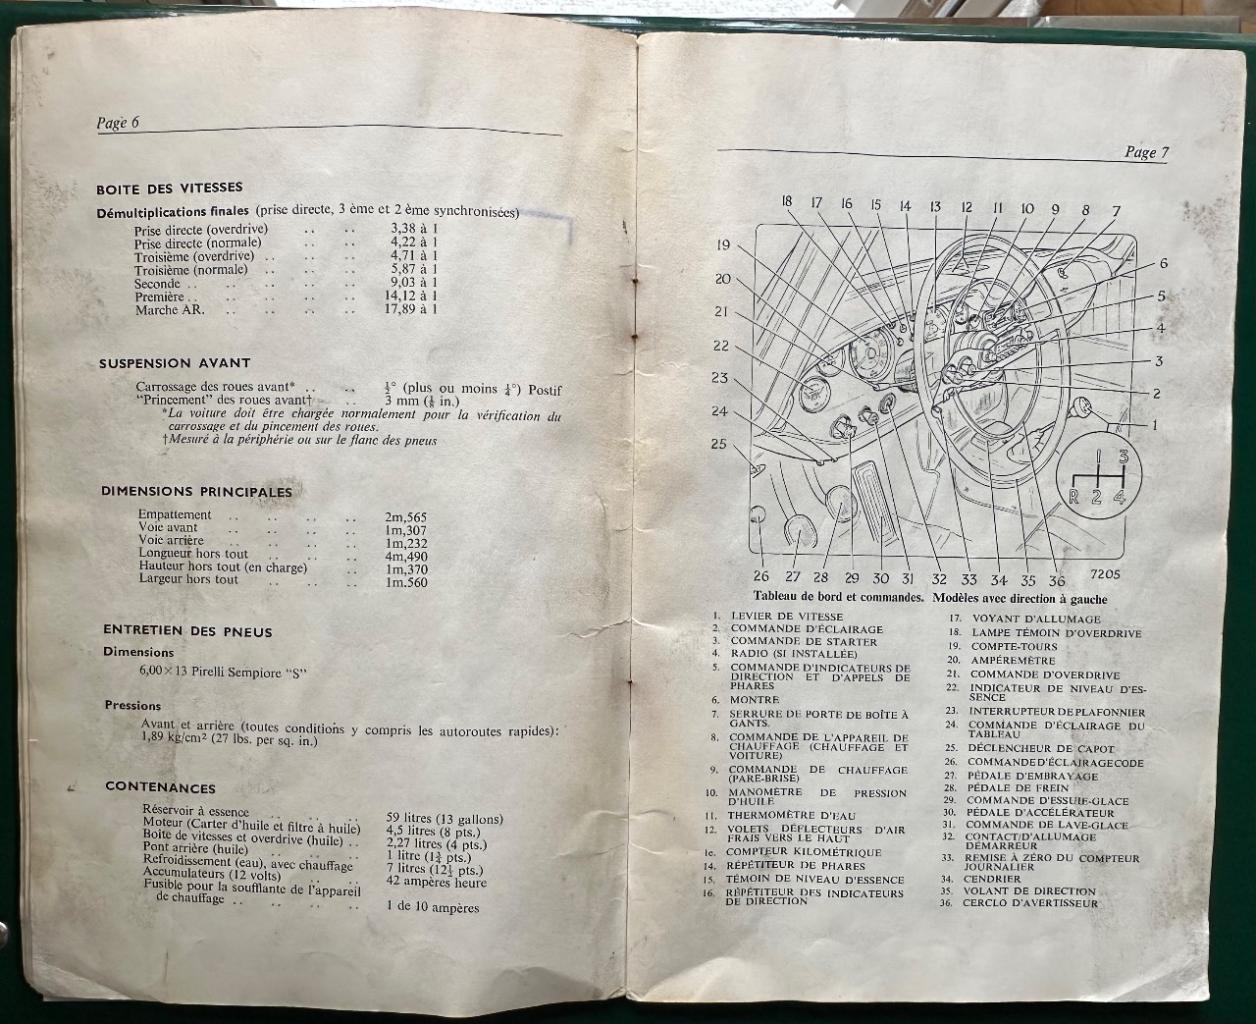 Page 6
BOITE DES VITESSES
Démultiplications finales (prise directe, 3 ème et 2 ème synchronisées)
Prise directe (overdrive) .. .. 3,38 à 1
Prise directe (normale) .. .. 4,22 à 1
Troisième (overdrive) .. .. .. 4,71 à 1
Troisième (normale) .. .. .. 5,87 à 1
Seconde .. .. .. .. .. 9,03 à 1
Première .. .. .. .. .. 14,12 à 1
Marche AR. .. .. .. .. 17,89 à 1
SUSPENSION AVANT
Carrossage des roues avant* .. .. ½° (plus ou moins ¼°) Postif
"Princement" des roues avant† .. 3 mm (⅛ in.)
*La voiture doit être chargée normalement pour la vérification du
carrossage et du pincement des roues.
†Mesuré à la périphérie ou sur le flanc des pneus
DIMENSIONS PRINCIPALES
Empattement .. .. .. .. 2m,565
Voie avant .. .. .. .. 1m,307
Voie arrière .. .. .. .. 1m,232
Longueur hors tout .. .. .. 4m,490
Hauteur hors tout (en charge) .. 1m,370
Largeur hors tout .. .. .. 1m.560
ENTRETIEN DES PNEUS
Dimensions
6,00×13 Pirelli Sempiore "S"
Pressions
Avant et arrière (toutes conditions y compris les autoroutes rapides):
1,89 kg/cm² (27 lbs. per sq. in.)
CONTENANCES
Réservoir à essence .. .. .. 59 litres (13 gallons)
Moteur (Carter d'huile et filtre à huile) 4,5 litres (8 pts.)
Boite de vitesses et overdrive (huile) .. 2,27 litres (4 pts.)
Pont arrière (huile) .. .. .. 1 litre (1¾ pts.)
Refroidissement (eau), avec chauffage 7 litres (12½ pts.)
Accumulateurs (12 volts) .. .. 42 ampères heure
Fusible pour la soufflante de l'appareil
de chauffage .. .. .. .. 1 de 10 ampères
Page 7
18 17 16 15 14 13 12 11 10 9 8 7
19
20
21
22
23
24
25
6
5
4
3
2
1
1 3
R 2 4
26 27 28 29 30 31 32 33 34 35 36 7205
Tableau de bord et commandes. Modèles avec direction à gauche
1. LEVIER DE VITESSE
2. COMMANDE D'ÉCLAIRAGE
3. COMMANDE DE STARTER
4. RADIO (SI INSTALLÉE)
5. COMMANDE D'INDICATEURS DE
DIRECTION ET D'APPELS DE
PHARES
6. MONTRE
7. SERRURE DE PORTE DE BOÎTE À
GANTS.
8. COMMANDE DE L'APPAREIL DE
CHAUFFAGE (CHAUFFAGE ET
VOITURE)
9. COMMANDE DE CHAUFFAGE
(PARE-BRISE)
10. MANOMÈTRE DE PRESSION
D'HUILE
11. THERMOMÈTRE D'EAU
12. VOLETS DÉFLECTEURS D'AIR
FRAIS VERS LE HAUT
1e. COMPTEUR KILOMÉTRIQUE
14. RÉPÉTITEUR DE PHARES
15. TÉMOIN DE NIVEAU D'ESSENCE
16. RÉPÉTITEUR DES INDICATEURS
DE DIRECTION
17. VOYANT D'ALLUMAGE
18. LAMPE TÉMOIN D'OVERDRIVE
19. COMPTE-TOURS
20. AMPÉREMÈTRE
21. COMMANDE D'OVERDRIVE
22. INDICATEUR DE NIVEAU D'ES-
SENCE
23. INTERRUPTEUR DE PLAFONNIER
24. COMMANDE D'ÉCLAIRAGE DU
TABLEAU
25. DÉCLENCHEUR DE CAPOT
26. COMMANDE D'ÉCLAIRAGE CODE
27. PÉDALE D'EMBRAYAGE
28. PÉDALE DE FREIN
29. COMMANDE D'ESSUIE-GLACE
30. PÉDALE D'ACCÉLÉRATEUR
31. COMMANDE DE LAVE-GLACE
32. CONTACT/D'ALLUMAGE
DÉMARREUR
33. REMISE À ZÉRO DU COMPTEUR
JOURNALIER
34. CENDRIER
35. VOLANT DE DIRECTION
36. CERCLO D'AVERTISSEUR